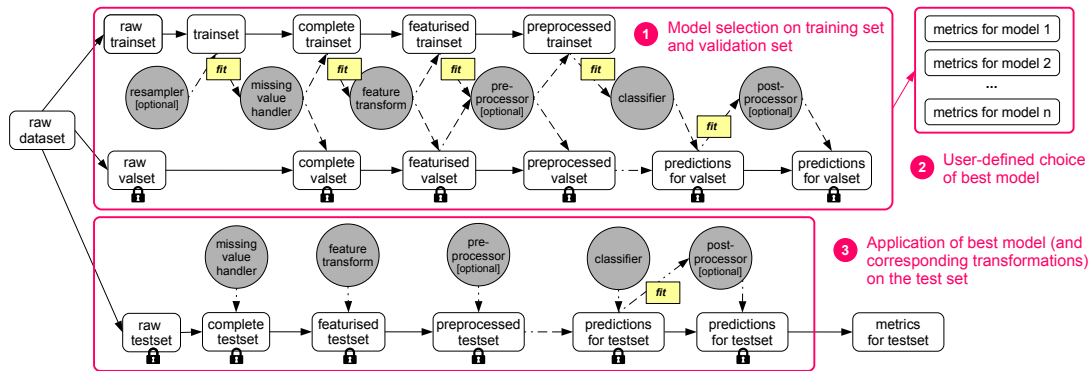 raw
dataset
raw
trainset
trainset
complete
trainset
featurised
trainset
preprocessed
trainset
1
Model selection on training set
and validation set
resampler
[optional]
fit
missing
value
handler
fit
feature
transform
fit
pre-
processor
[optional]
fit
classifier
fit
post-
processor
[optional]
raw
valset
complete
valset
featurised
valset
preprocessed
valset
predictions
for valset
predictions
for valset
metrics for model 1
metrics for model 2
...
metrics for model n
2
User-defined choice
of best model
missing
value
handler
feature
transform
pre-
processor
[optional]
classifier
fit
post-
processor
[optional]
3
Application of best model (and
corresponding transformations)
on the test set
raw
testset
complete
testset
featurised
testset
preprocessed
testset
predictions
for testset
predictions
for testset
metrics
for testset